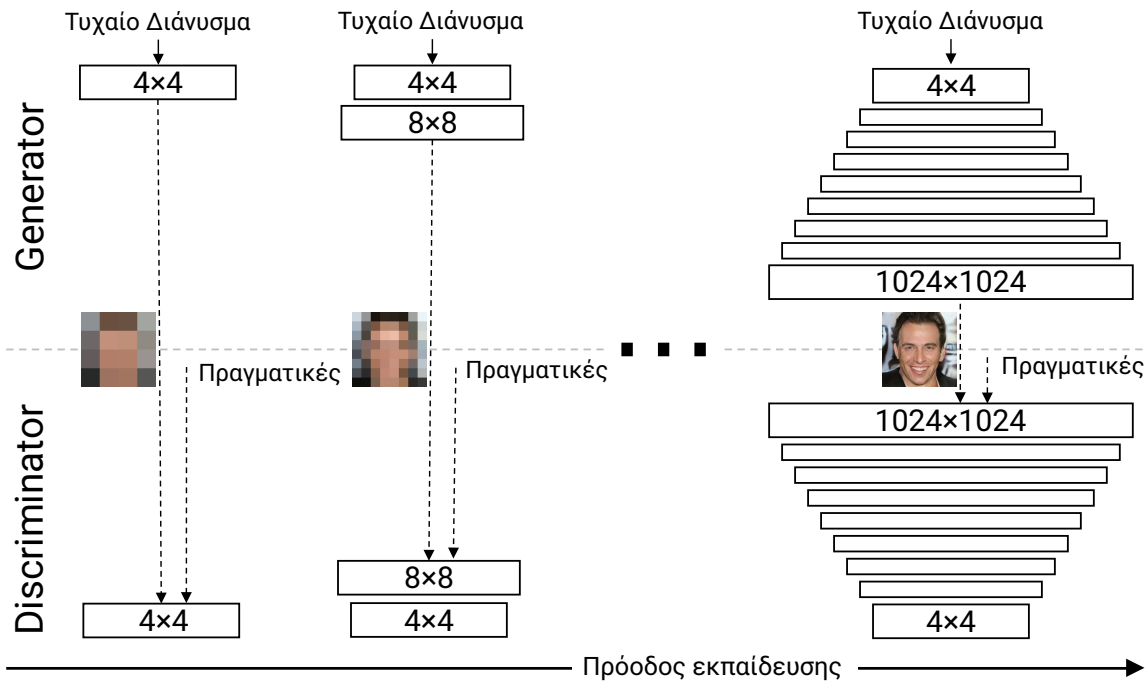 Τυχαίο Διάνυσμα
Τυχαίο Διάνυσμα
Τυχαίο Διάνυσμα
4×4
4×4
4×4
8×8
Generator
1024×1024
Πραγματικές
Πραγματικές
Πραγματικές
1024×1024
Discriminator
8×8
4×4
4×4
4×4
Πρόοδος εκπαίδευσης